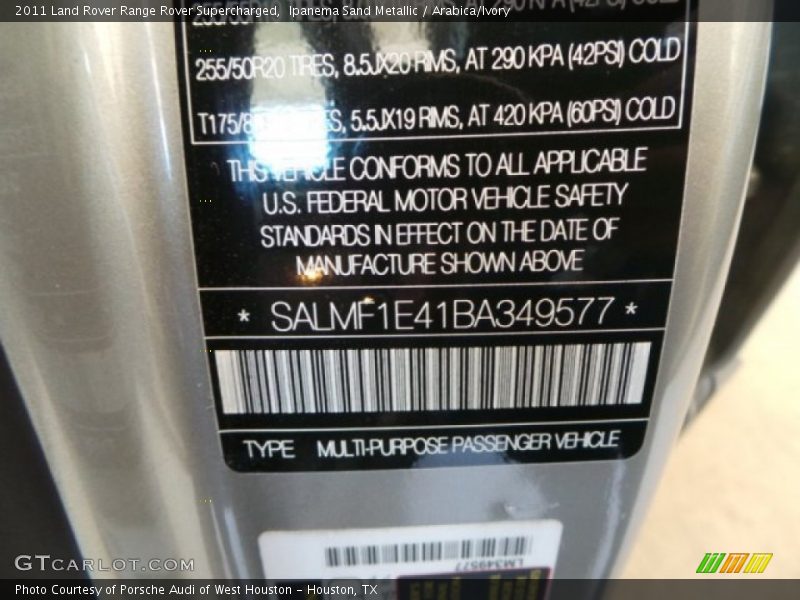 2011 Land Rover Range Rover Supercharged, Ipanema Sand Metallic / Arabica/Ivory
255/50R20 TIRES, 8.5JX20 RIMS, AT 290 KPA (42PSI) COLD
5.5JX19 RIMS, AT 420 KPA (60PSI) COLD
THIS VEHICLE CONFORMS TO ALL APPLICABLE
U.S. FEDERAL MOTOR VEHICLE SAFETY
STANDARDS IN EFFECT ON THE DATE OF
MANUFACTURE SHOWN ABOVE
* SALMF1E41BA349577 *
TYPE MULTI-PURPOSE PASSENGER VEHICLE
LM349577
GTCARLOT.COM
Photo Courtesy of Porsche Audi of West Houston - Houston, TX